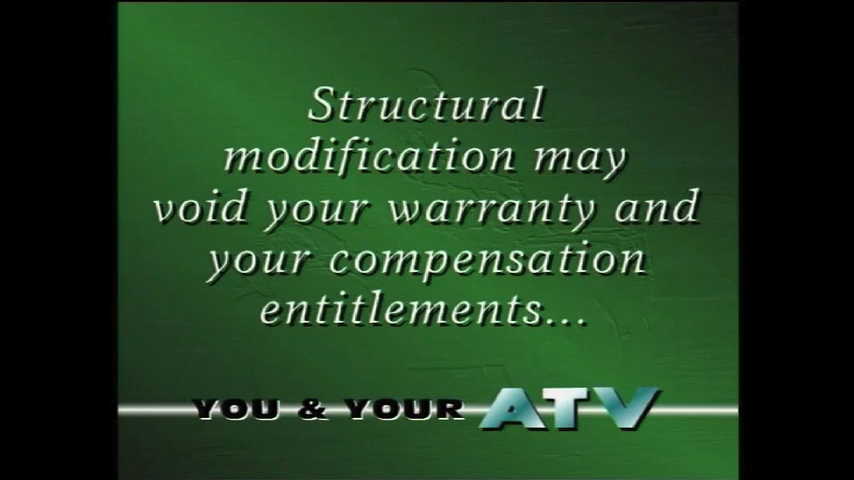 Structural
modification may
void your warranty and
your compensation
entitlements...
YOU & YOUR ATV